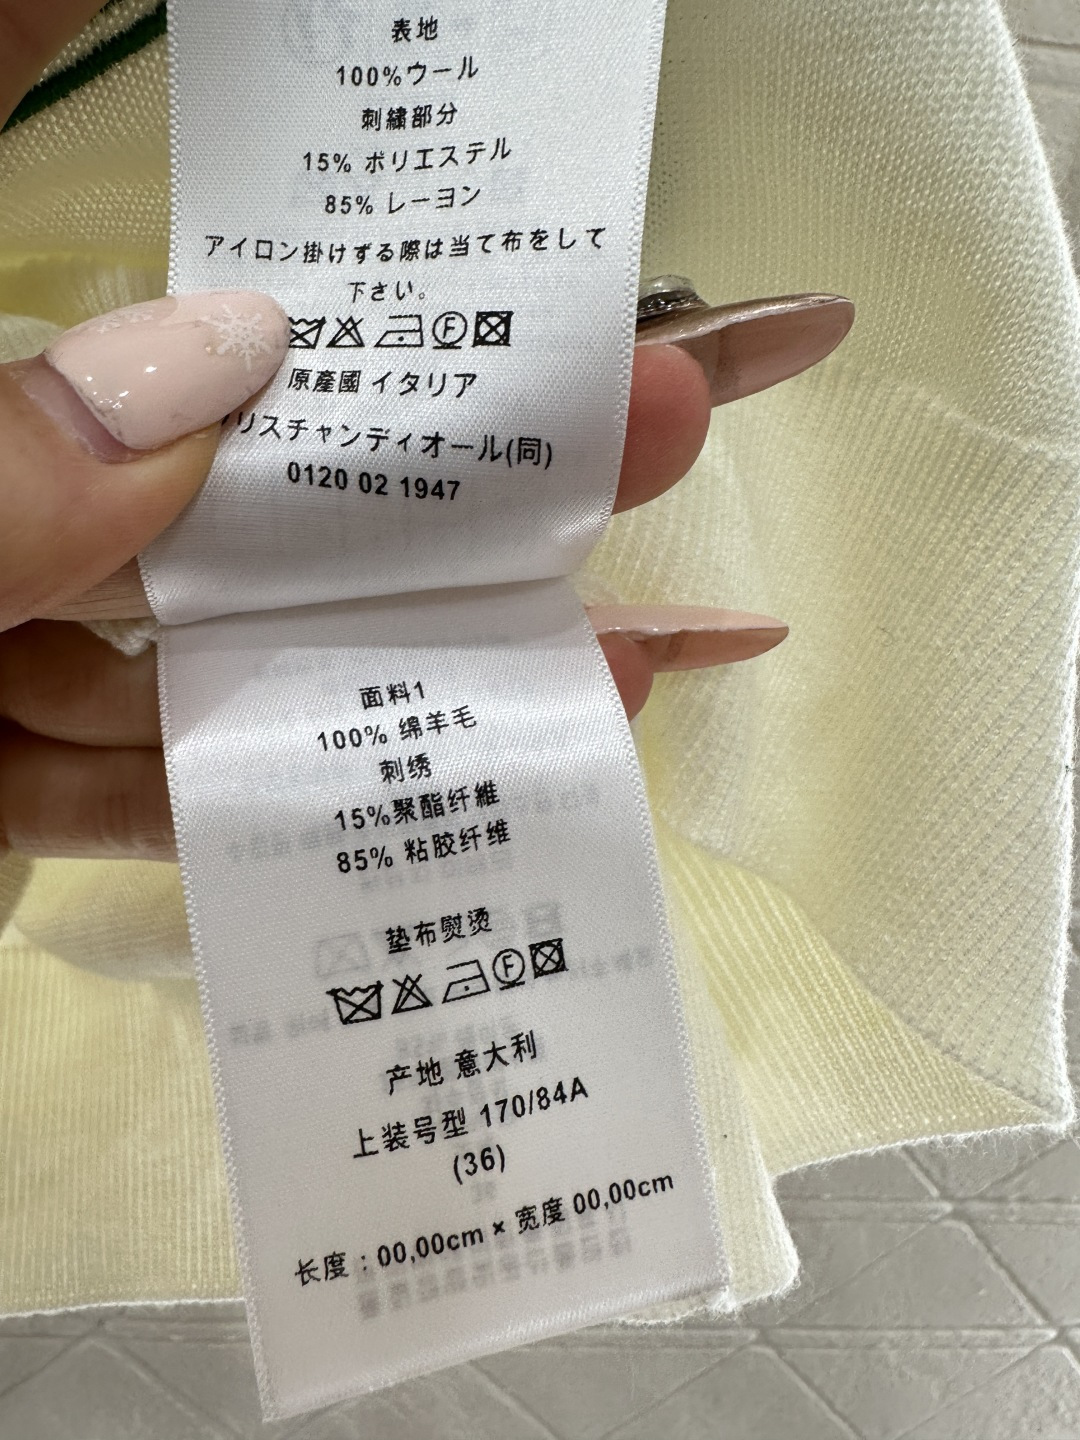 表地
100%ウール
刺繍部分
15% ポリエステル
85% レーヨン
アイロン掛けずる際は当て布をして
下さい。
F
原産國 イタリア
リスチャンディオール(同)
0120 02 1947
面料1
100% 绵羊毛
刺绣
15%聚酯纤維
85% 粘胶纤维
垫布熨烫
F
产地 意大利
上装号型 170/84A
(36)
长度：00,00cm × 宽度 00,00cm